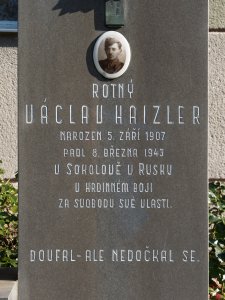 ROTNÝ
VÁCLAV HAIZLER
NAROZEN 5. ZÁŘÍ 1907
PADL 8. BŘEZNA 1943
U SOKOLOVĚ U RUSKU
U HRDINNÉM BOJI
ZA SVOBODU SVÉ VLASTI.
DOUFAL - ALE NEDOČKAL SE.